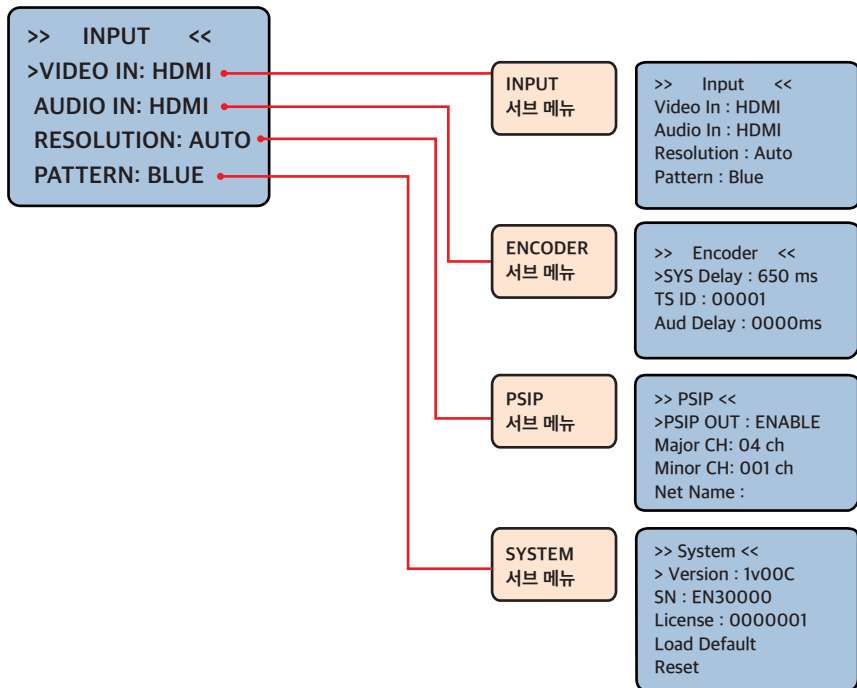 >> INPUT <<
>VIDEO IN: HDMI
AUDIO IN: HDMI
RESOLUTION: AUTO
PATTERN: BLUE
INPUT
서브 메뉴
>> Input <<
Video In : HDMI
Audio In : HDMI
Resolution : Auto
Pattern : Blue
ENCODER
서브 메뉴
>> Encoder <<
>SYS Delay : 650 ms
TS ID : 00001
Aud Delay : 0000ms
PSIP
서브 메뉴
>> PSIP <<
>PSIP OUT : ENABLE
Major CH: 04 ch
Minor CH: 001 ch
Net Name :
SYSTEM
서브 메뉴
>> System <<
> Version : 1v00C
SN : EN30000
License : 0000001
Load Default
Reset